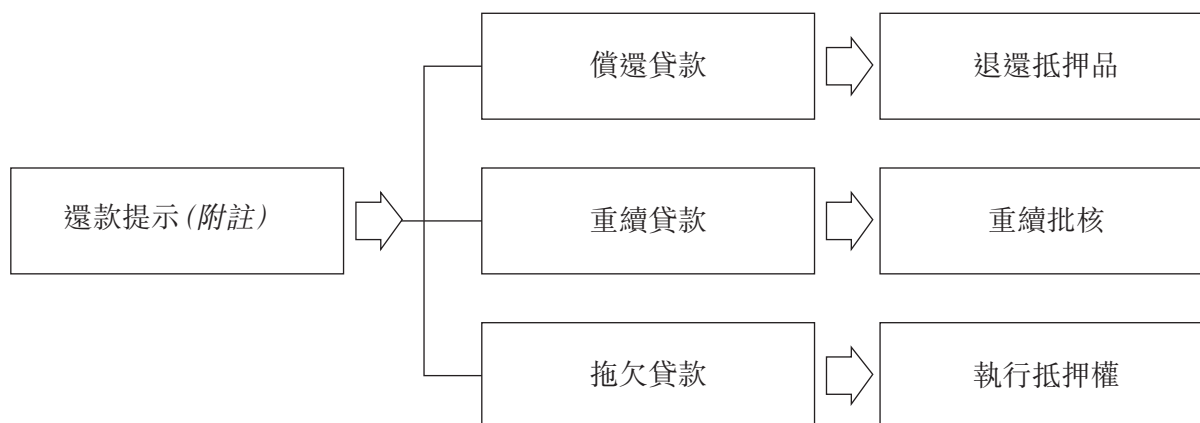 償還貸款
退還抵押品
還款提示(附註)
重續貸款
重續批核
拖欠貸款
執行抵押權